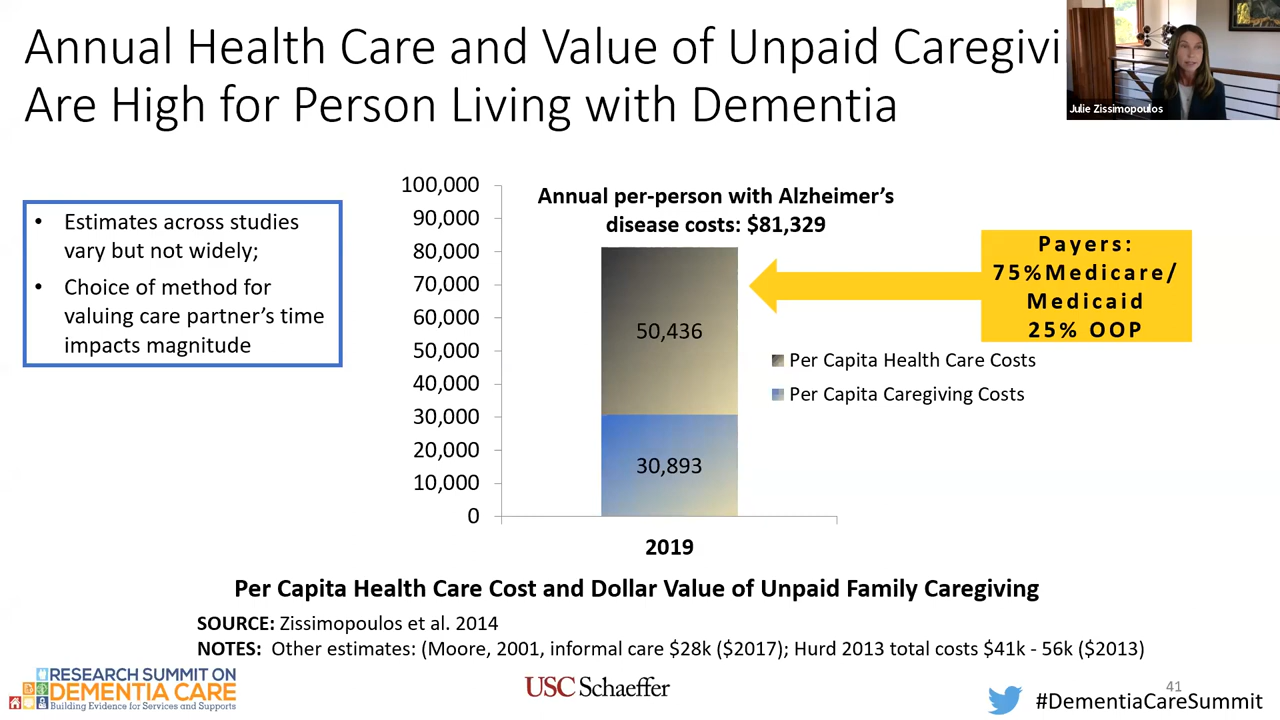 Annual Health Care and Value of Unpaid Caregivi
Are High for Person Living with Dementia
Julie Zissimopoulos
• Estimates across studies
vary but not widely;
• Choice of method for
valuing care partner's time
impacts magnitude
Annual per-person with Alzheimer's
disease costs: $81,329
100,000
90,000
80,000
70,000
60,000
50,000
40,000
30,000
20,000
10,000
0
50,436
30,893
2019
Payers:
75%Medicare/
Medicaid
25% OOP
Per Capita Health Care Costs
Per Capita Caregiving Costs
Per Capita Health Care Cost and Dollar Value of Unpaid Family Caregiving
SOURCE: Zissimopoulos et al. 2014
NOTES: Other estimates: (Moore, 2001, informal care $28k ($2017); Hurd 2013 total costs $41k - 56k ($2013)
RESEARCH SUMMIT ON
DEMENTIA CARE
Building Evidence for Services and Supports
USC Schaeffer
41
#DementiaCareSummit